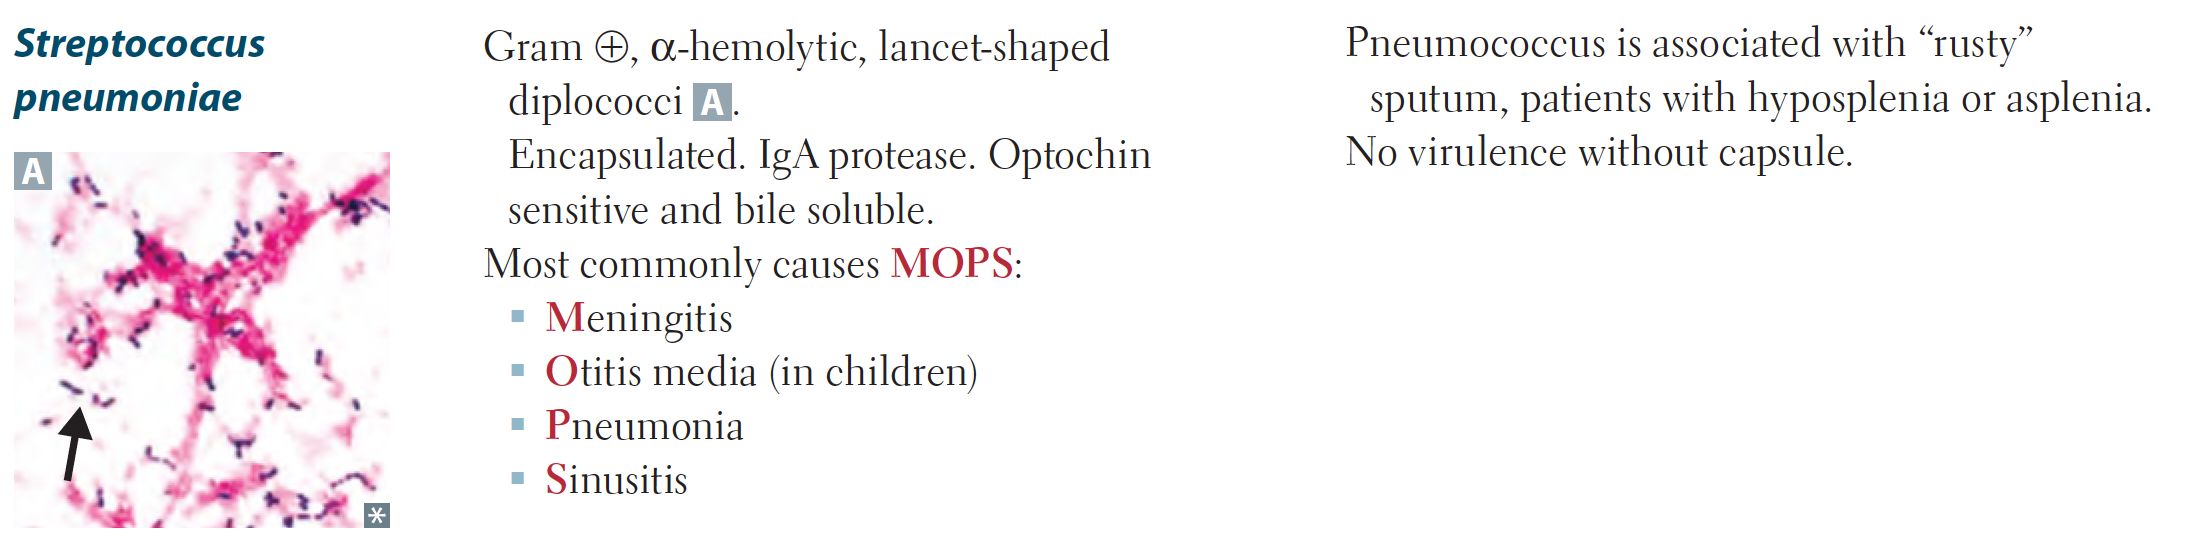 Streptococcus
pneumoniae
A
*
Gram ⊕, α-hemolytic, lancet-shaped
diplococci A.
Encapsulated. IgA protease. Optochin
sensitive and bile soluble.
Most commonly causes MOPS:
▪ Meningitis
▪ Otitis media (in children)
▪ Pneumonia
▪ Sinusitis
Pneumococcus is associated with “rusty”
sputum, patients with hyposplenia or asplenia.
No virulence without capsule.